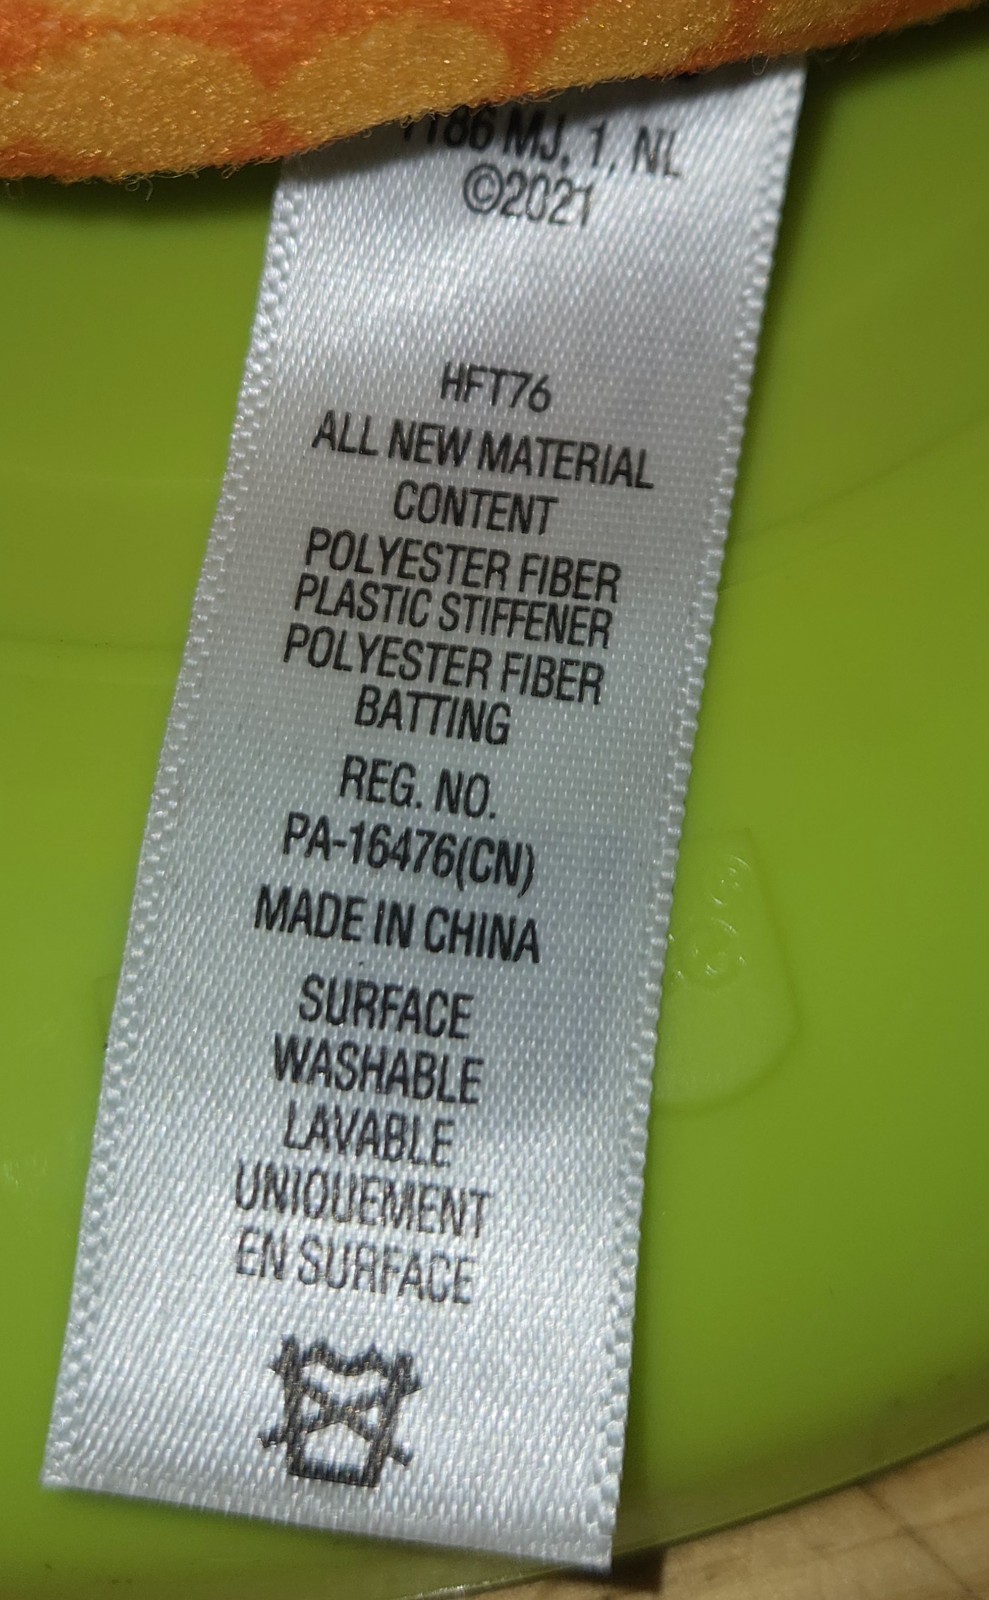 1186 MJ, 1, NL
©2021
HFT76
ALL NEW MATERIAL
CONTENT
POLYESTER FIBER
PLASTIC STIFFENER
POLYESTER FIBER
BATTING
REG. NO.
PA-16476(CN)
MADE IN CHINA
SURFACE
WASHABLE
LAVABLE
UNIQUEMENT
EN SURFACE